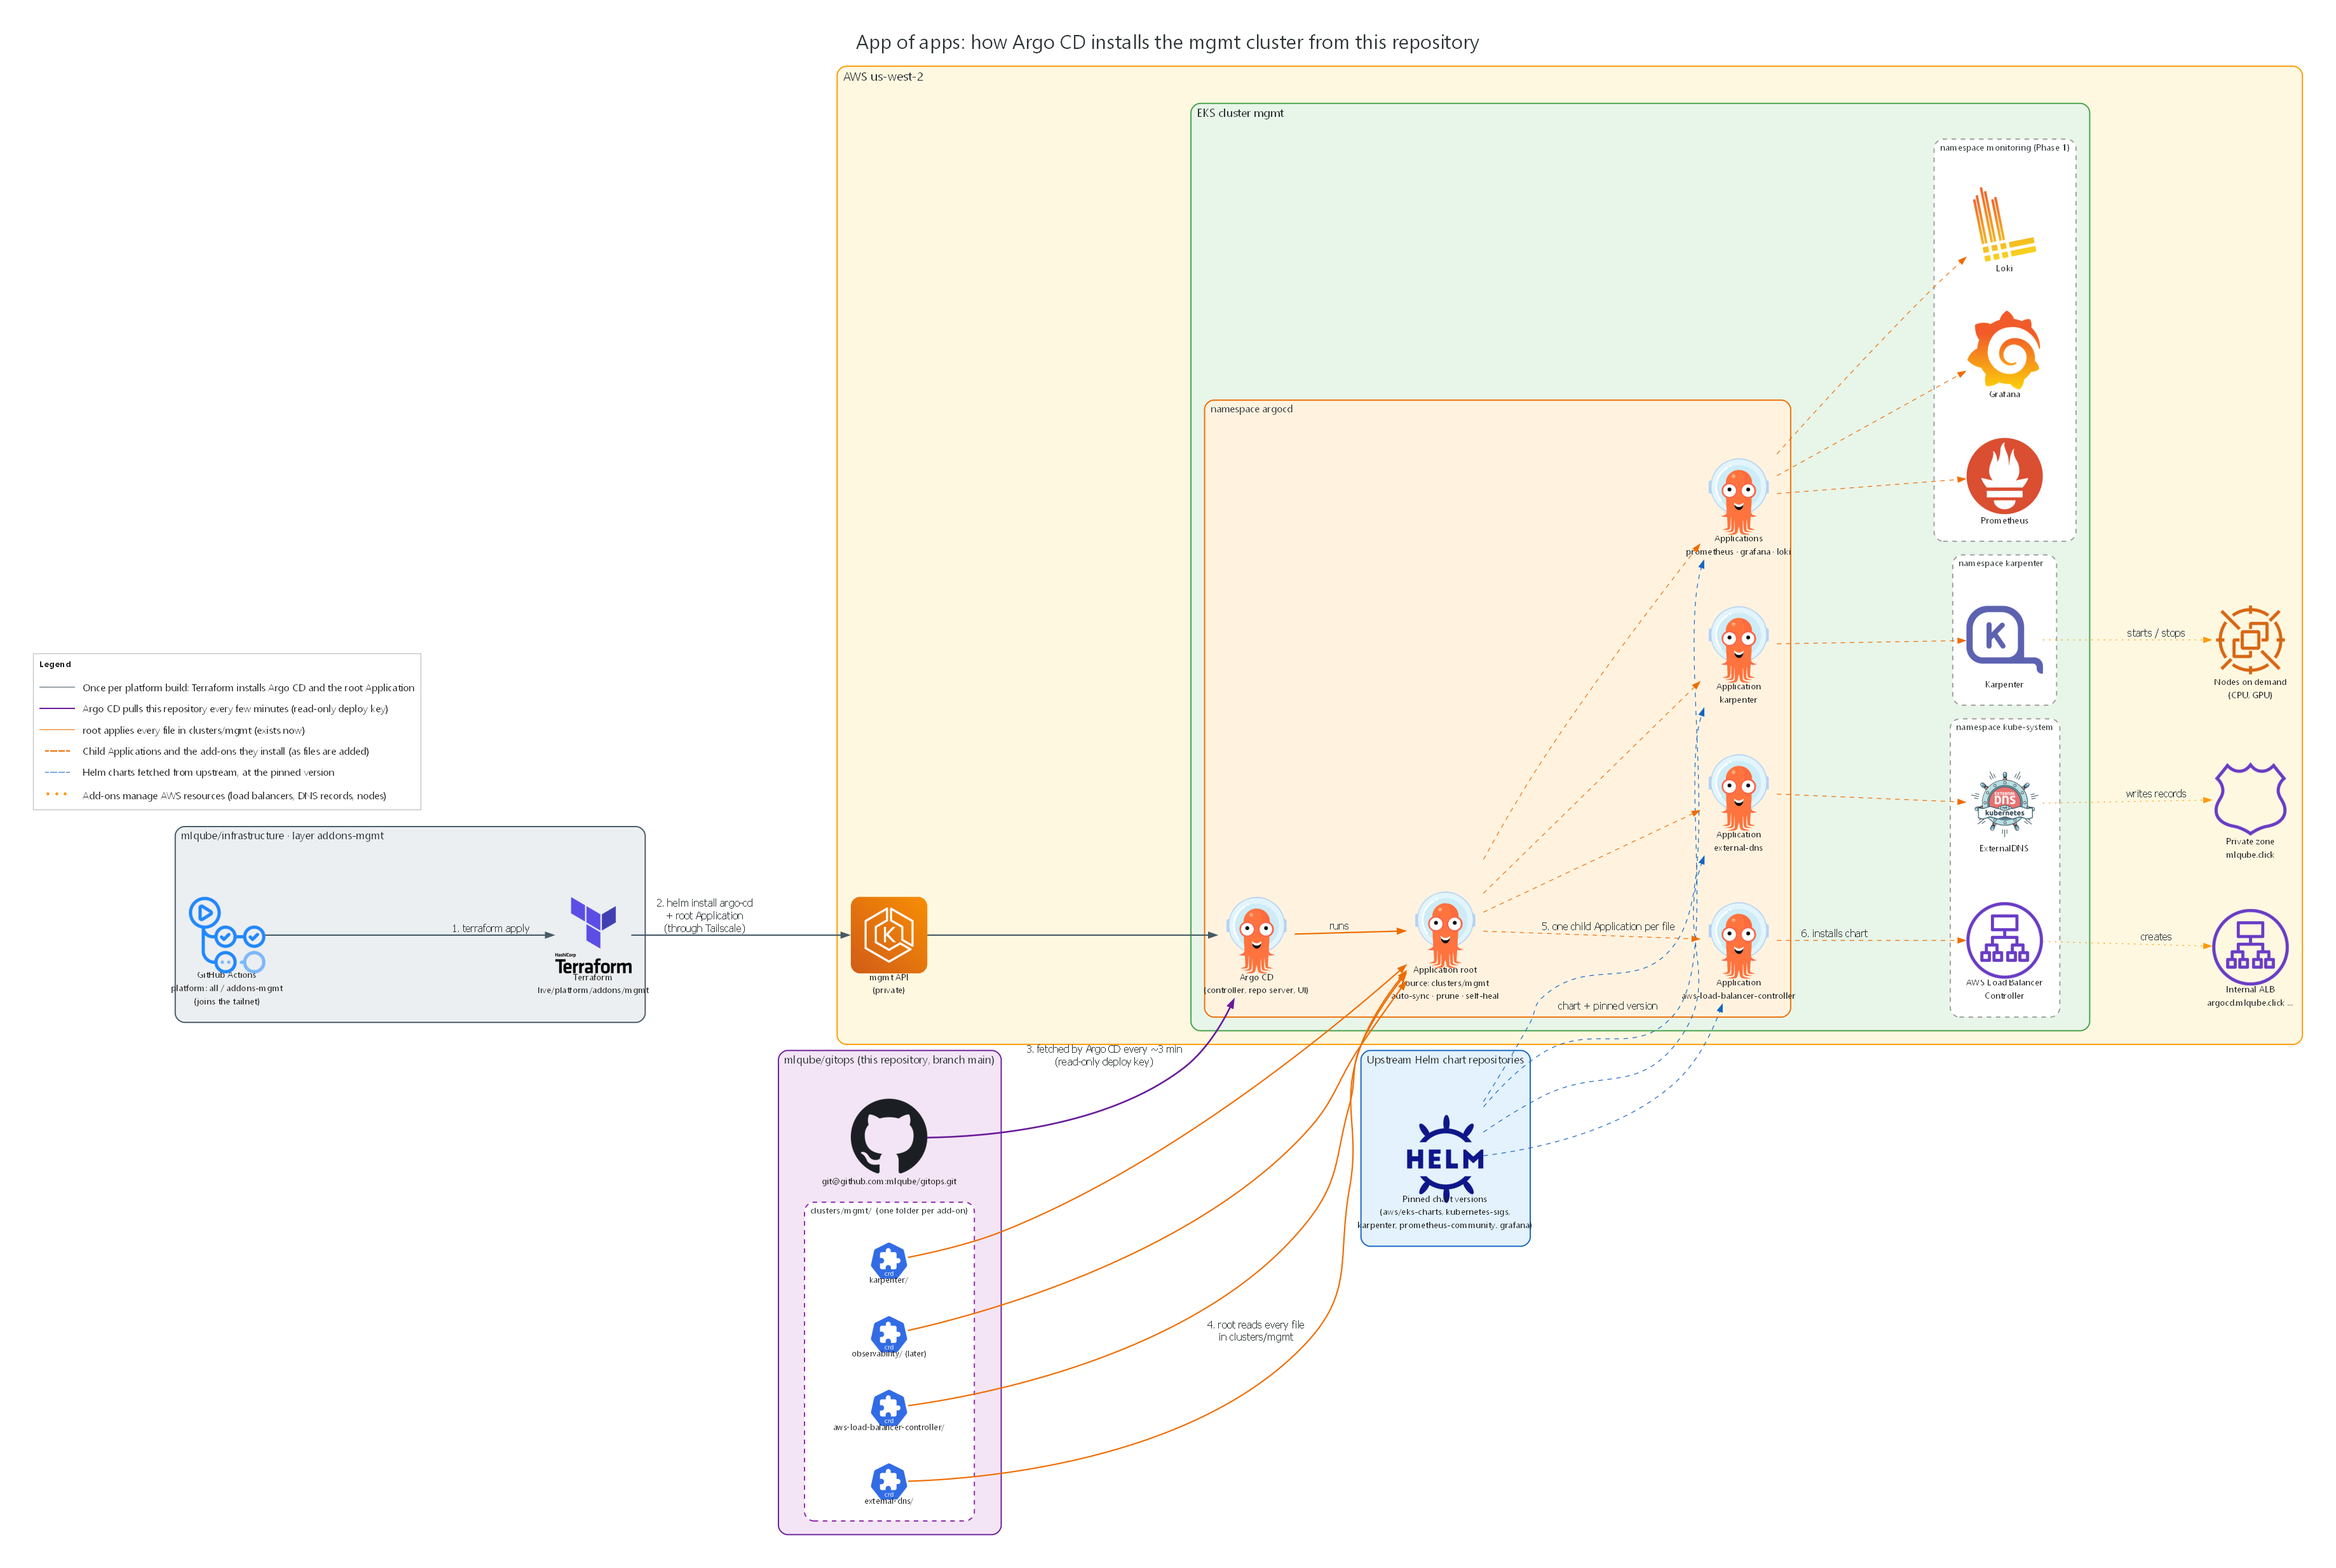 App of apps: how Argo CD installs the mgmt cluster from this repository
AWS us-west-2
EKS cluster mgmt
namespace monitoring (Phase 1)
Loki
Grafana
Prometheus
namespace argocd
Applications
prometheus · grafana · loki
namespace karpenter
Karpenter
starts / stops
Nodes on demand
(CPU, GPU)
Application
karpenter
namespace kube-system
EXTERNAL
DNS
kubernetes
ExternalDNS
writes records
Private zone
mlqube.click
Application
external-dns
Legend
Once per platform build: Terraform installs Argo CD and the root Application
Argo CD pulls this repository every few minutes (read-only deploy key)
root applies every file in clusters/mgmt (exists now)
Child Applications and the add-ons they install (as files are added)
Helm charts fetched from upstream, at the pinned version
Add-ons manage AWS resources (load balancers, DNS records, nodes)
mlqube/infrastructure · layer addons-mgmt
GitHub Actions
platform: all / addons-mgmt
(joins the tailnet)
1. terraform apply
HashiCorp
Terraform
Terraform
live/platform/addons/mgmt
2. helm install argo-cd
+ root Application
(through Tailscale)
K
mgmt API
(private)
Argo CD
(controller, repo server, UI)
runs
Application root
source: clusters/mgmt
auto-sync · prune · self-heal
5. one child Application per file
Application
aws-load-balancer-controller
6. installs chart
AWS Load Balancer
Controller
creates
Internal ALB
argocd.mlqube.click ...
chart + pinned version
3. fetched by Argo CD every ~3 min
(read-only deploy key)
mlqube/gitops (this repository, branch main)
git@github.com:mlqube/gitops.git
clusters/mgmt/ (one folder per add-on)
crd
karpenter/
crd
observability/ (later)
crd
aws-load-balancer-controller/
crd
external-dns/
4. root reads every file
in clusters/mgmt
Upstream Helm chart repositories
HELM
Pinned chart versions
(aws/eks-charts, kubernetes-sigs,
karpenter, prometheus-community, grafana)